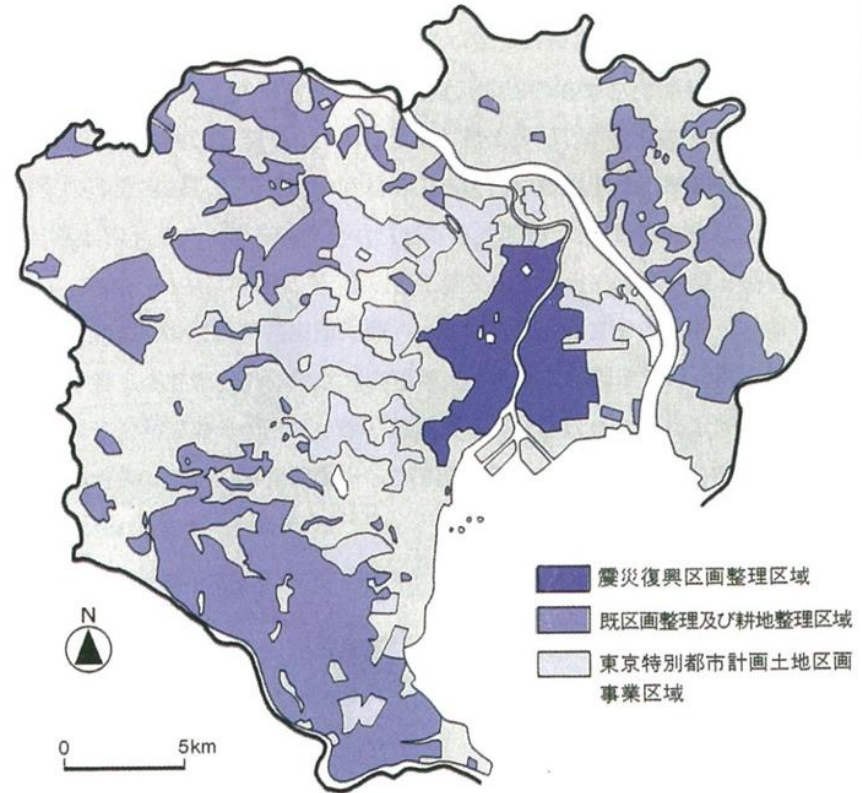 震災復興区画整理区域
既区画整理及び耕地整理区域
東京特別都市計画土地区画
事業区域
N
0 5km